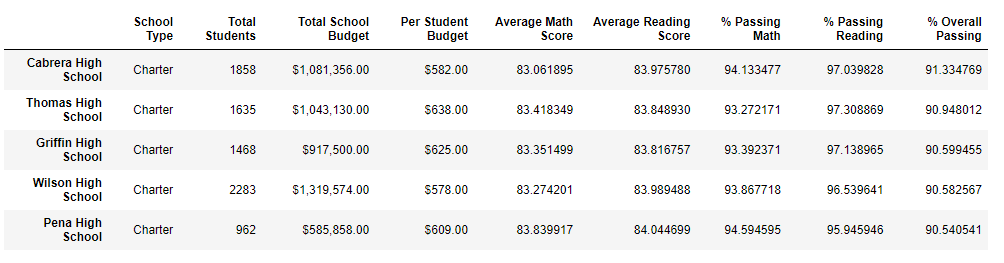 School Type Total Students Total School Budget Per Student Budget Average Math Score Average Reading Score % Passing Math % Passing Reading % Overall Passing
Cabrera High School Charter 1858 $1,081,356.00 $582.00 83.061895 83.975780 94.133477 97.039828 91.334769
Thomas High School Charter 1635 $1,043,130.00 $638.00 83.418349 83.848930 93.272171 97.308869 90.948012
Griffin High School Charter 1468 $917,500.00 $625.00 83.351499 83.816757 93.392371 97.138965 90.599455
Wilson High School Charter 2283 $1,319,574.00 $578.00 83.274201 83.989488 93.867718 96.539641 90.582567
Pena High School Charter 962 $585,858.00 $609.00 83.839917 84.044699 94.594595 95.945946 90.540541